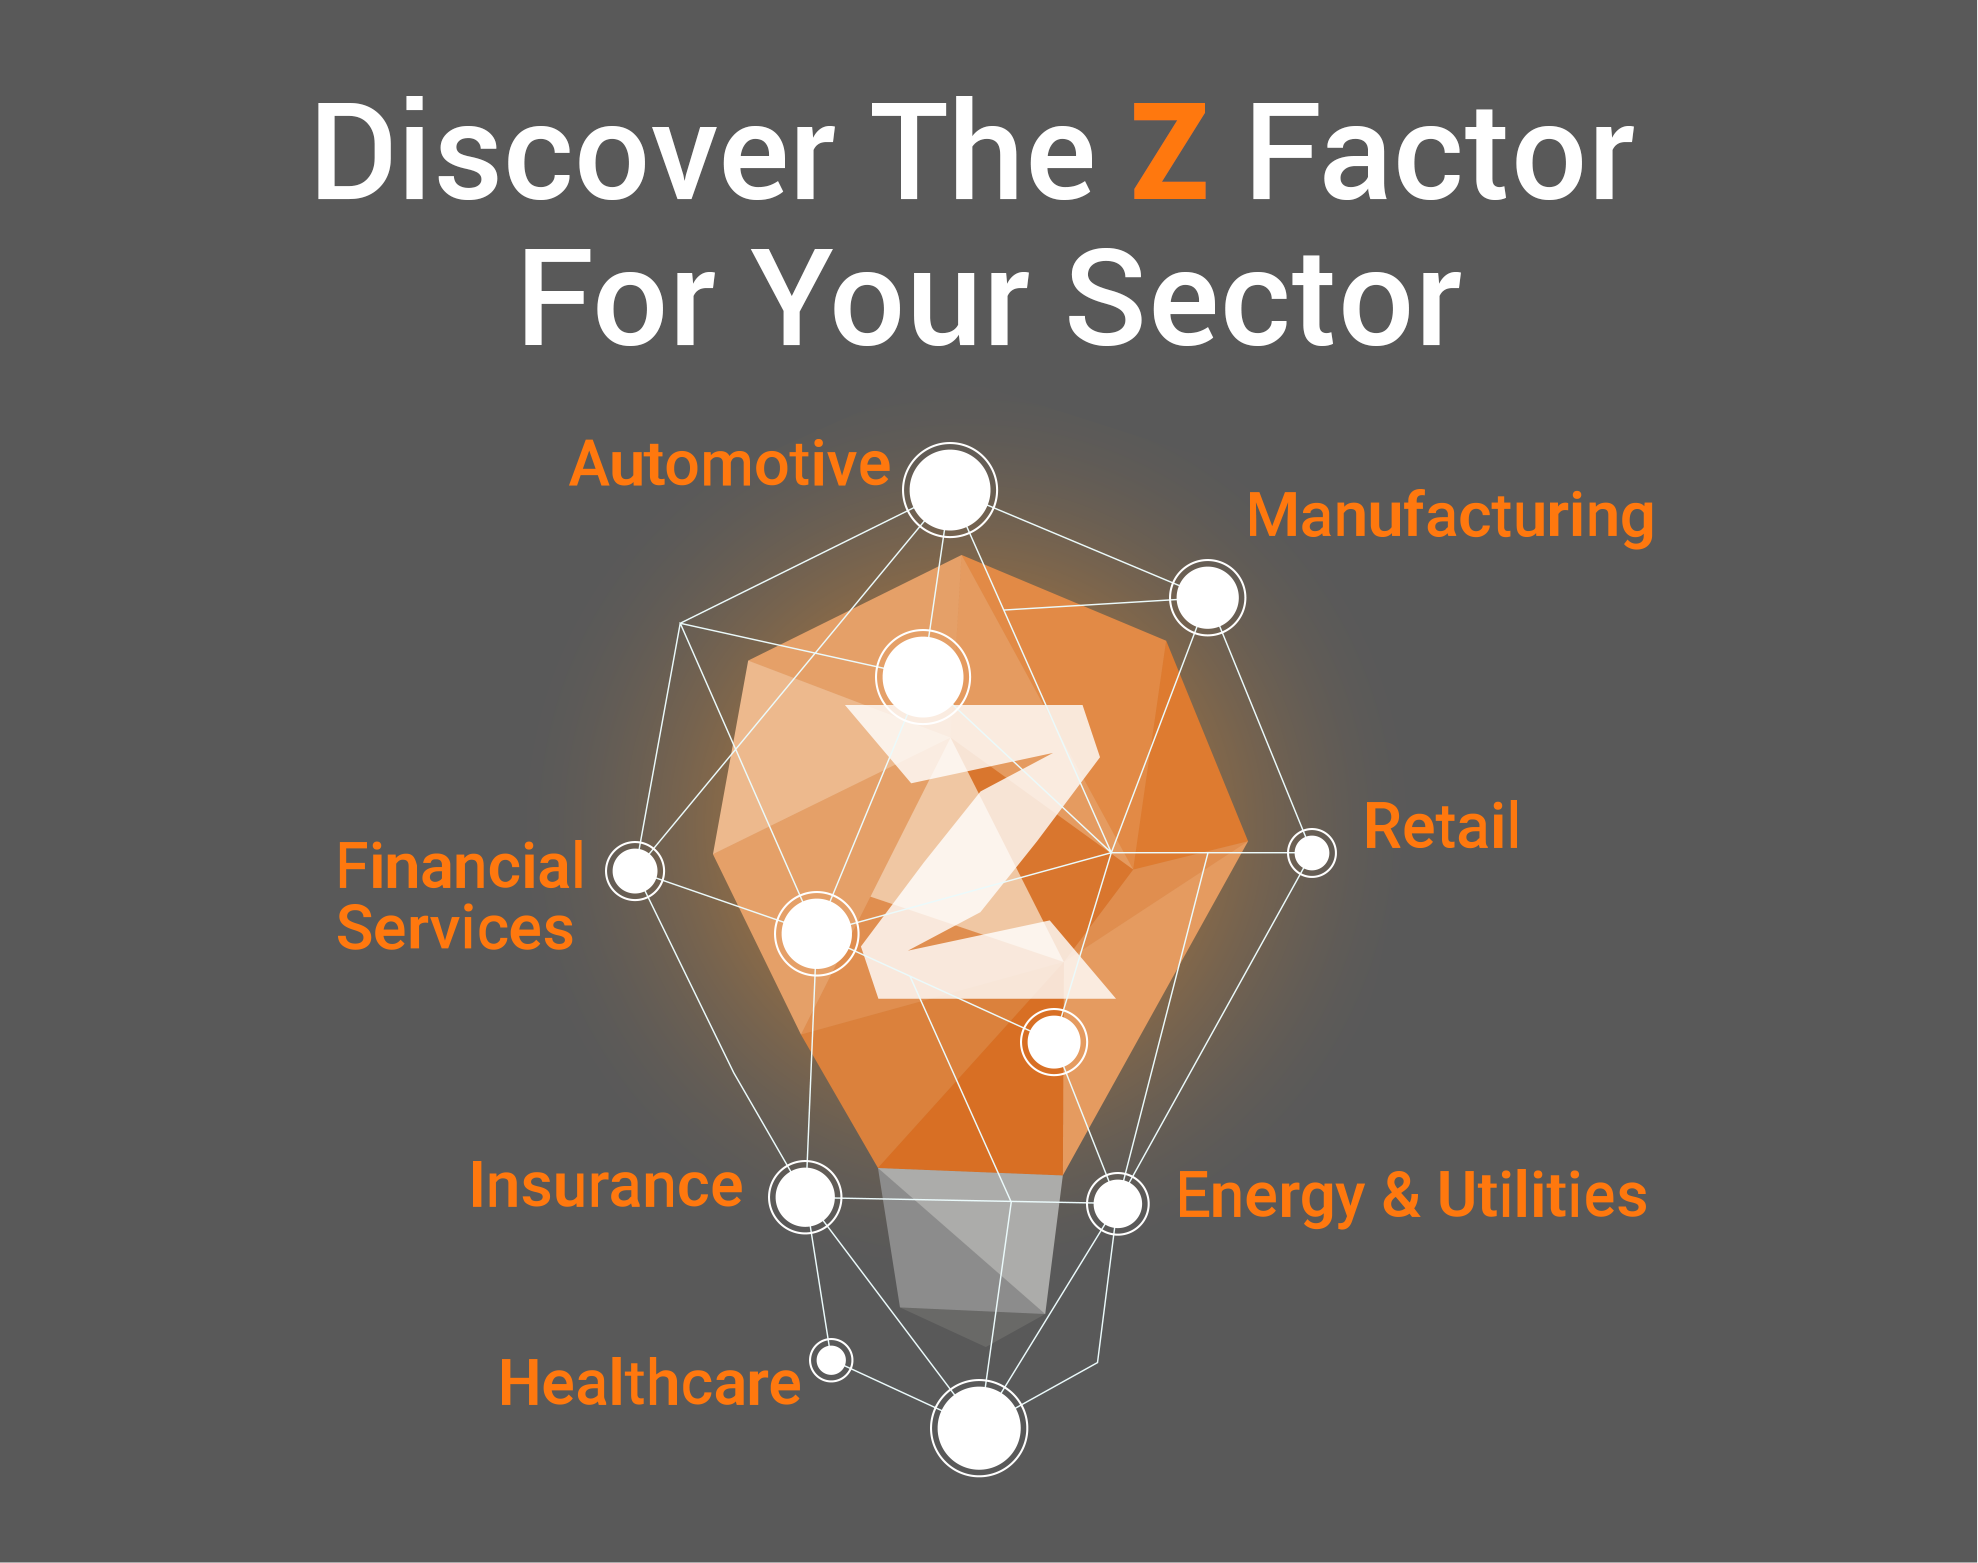 Discover The Z Factor
For Your Sector
Automotive
Manufacturing
Retail
Financial
Services
Insurance
Energy & Utilities
Healthcare
Z